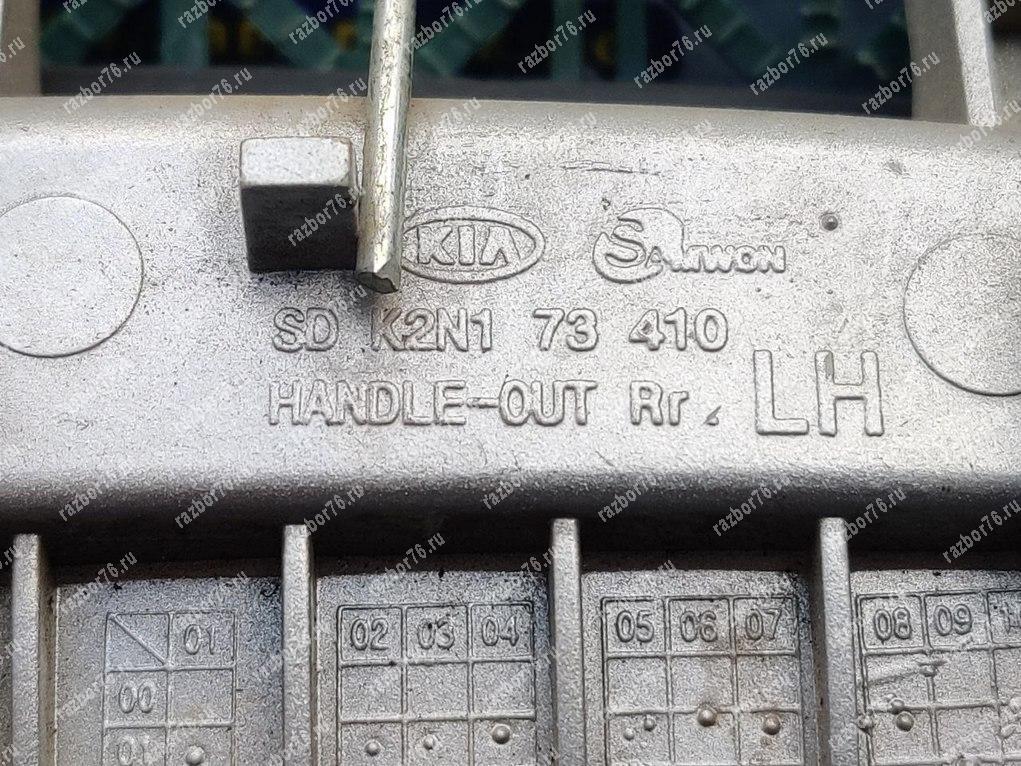 KIA SAMWON
SD K2N1 73 410
HANDLE-OUT Rr. LH
01 02 03 04 05 06 07 08 09
00
razbor76.ru